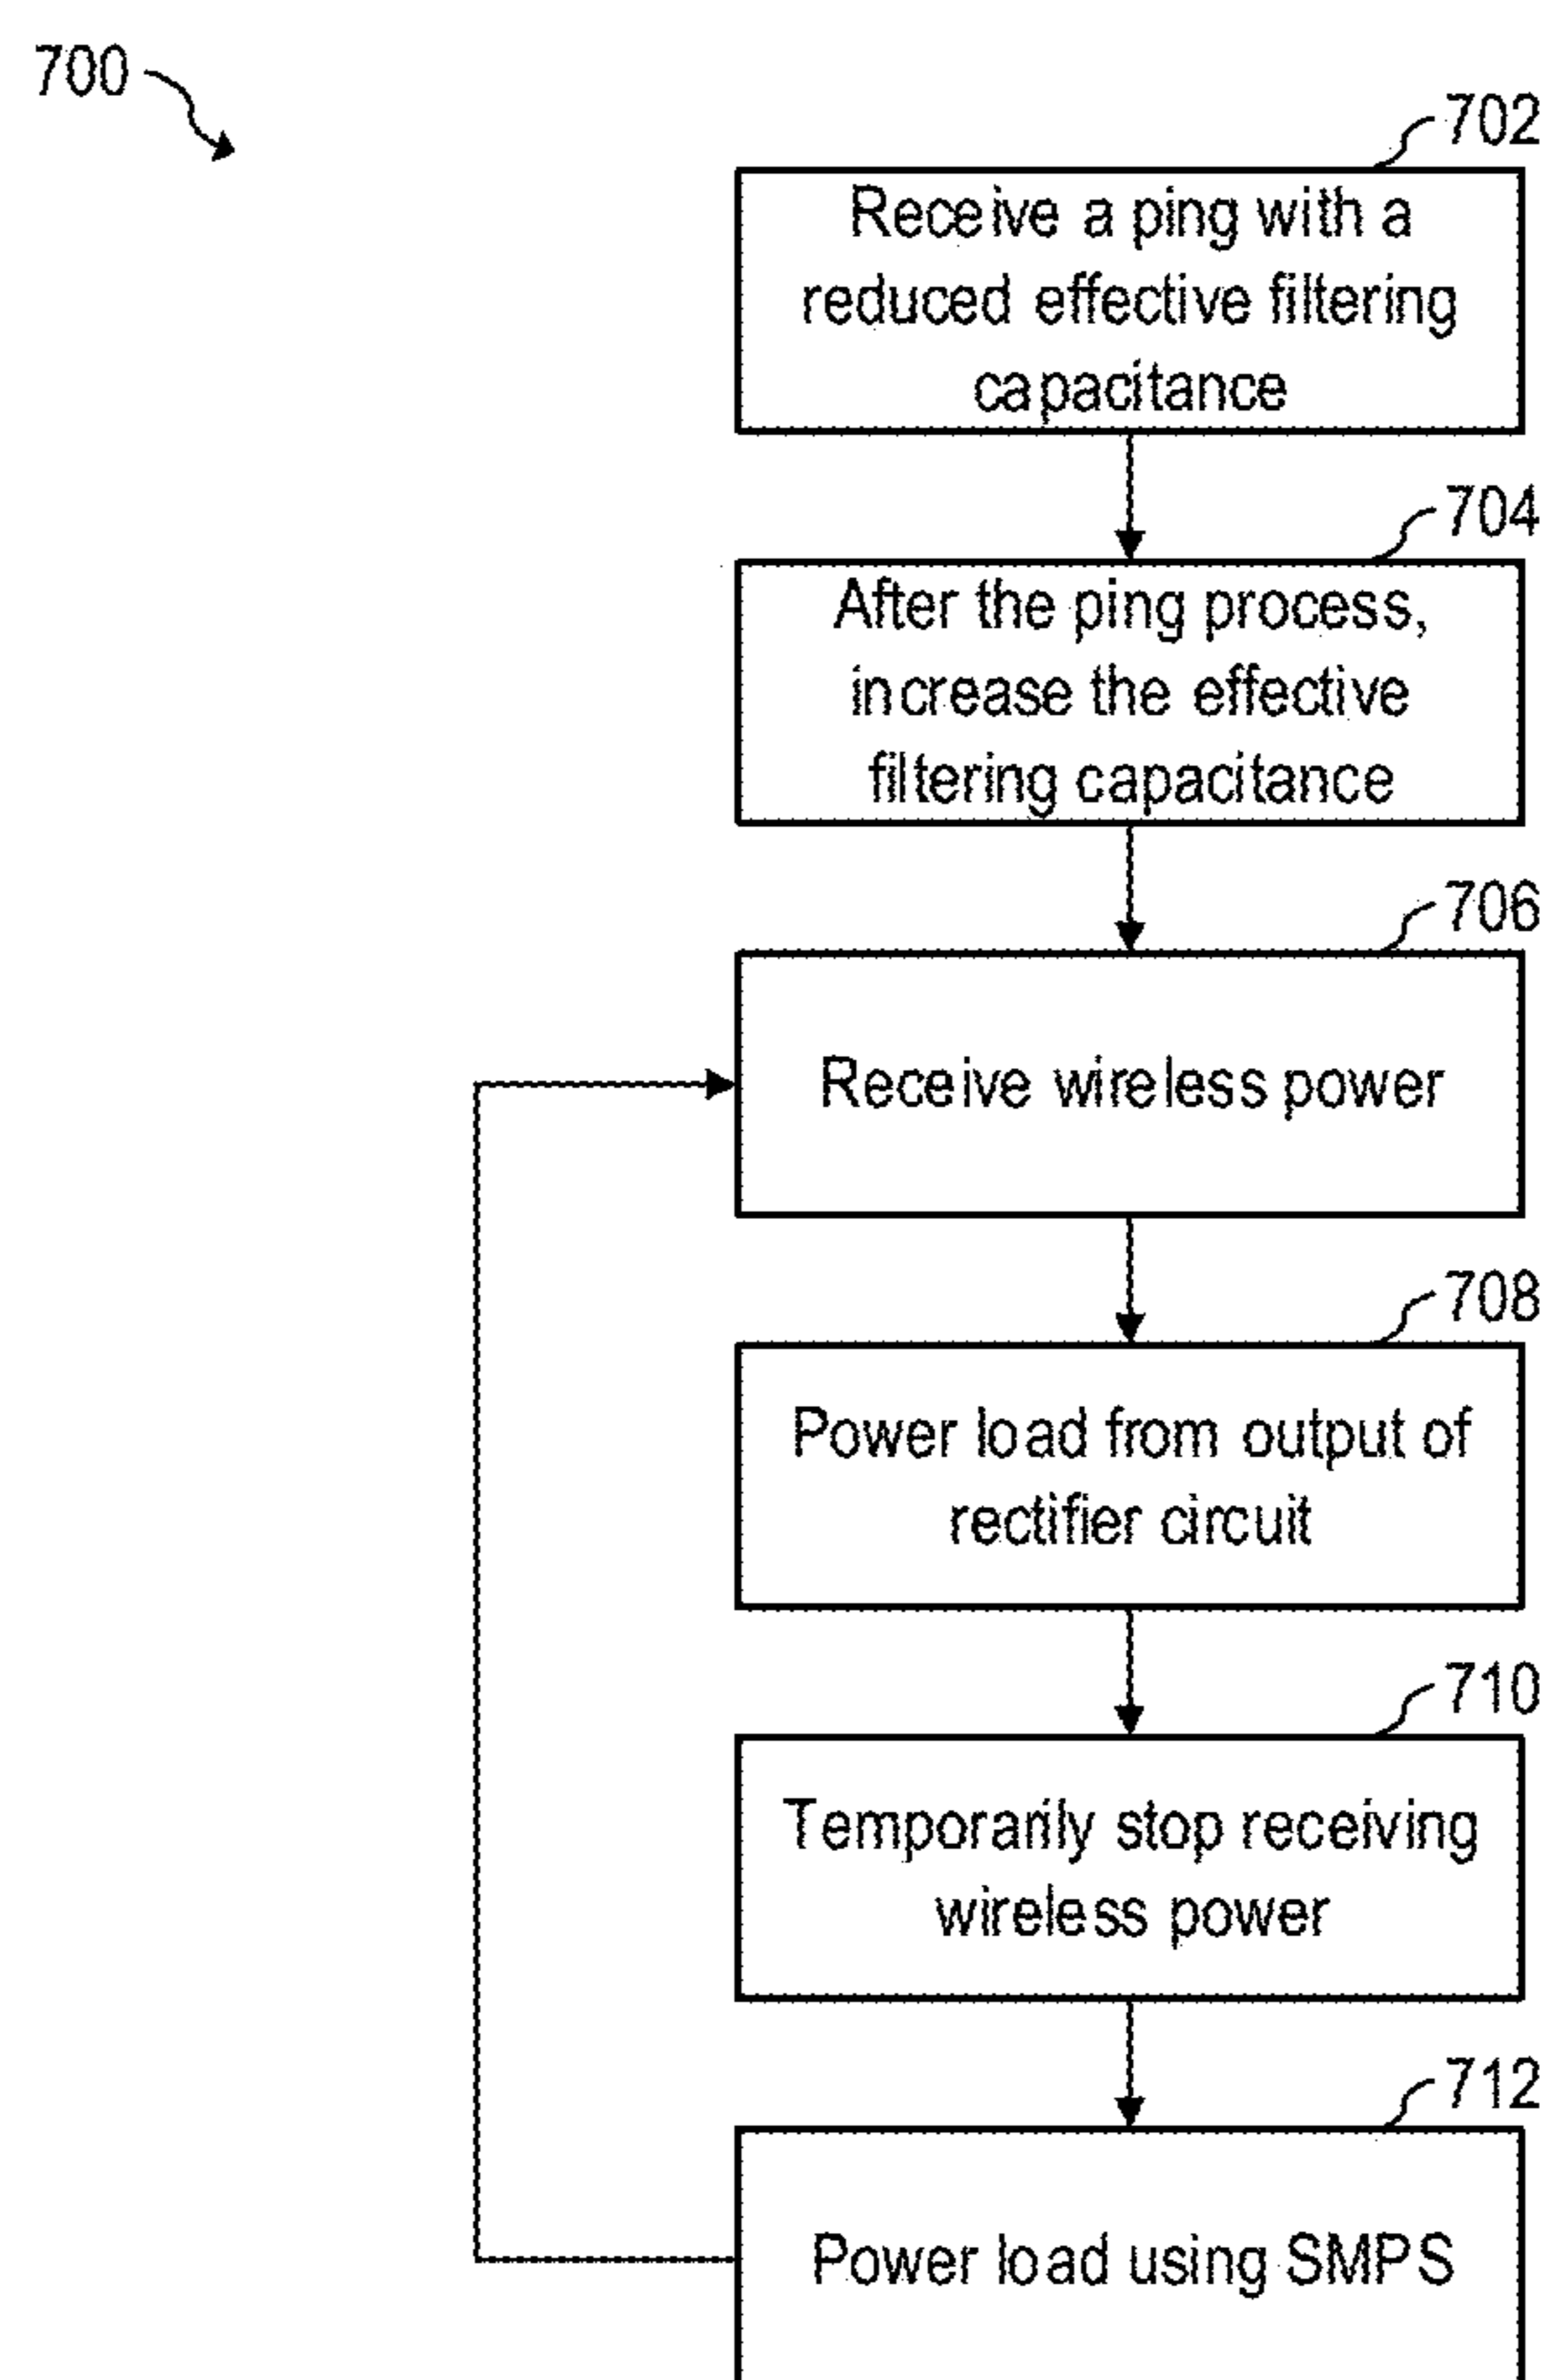 700
702
Receive a ping with a
reduced effective filtering
capacitance
704
After the ping process,
increase the effective
filtering capacitance
706
Receive wireless power
708
Power load from output of
rectifier circuit
710
Temporarily stop receiving
wireless power
712
Power load using SMPS